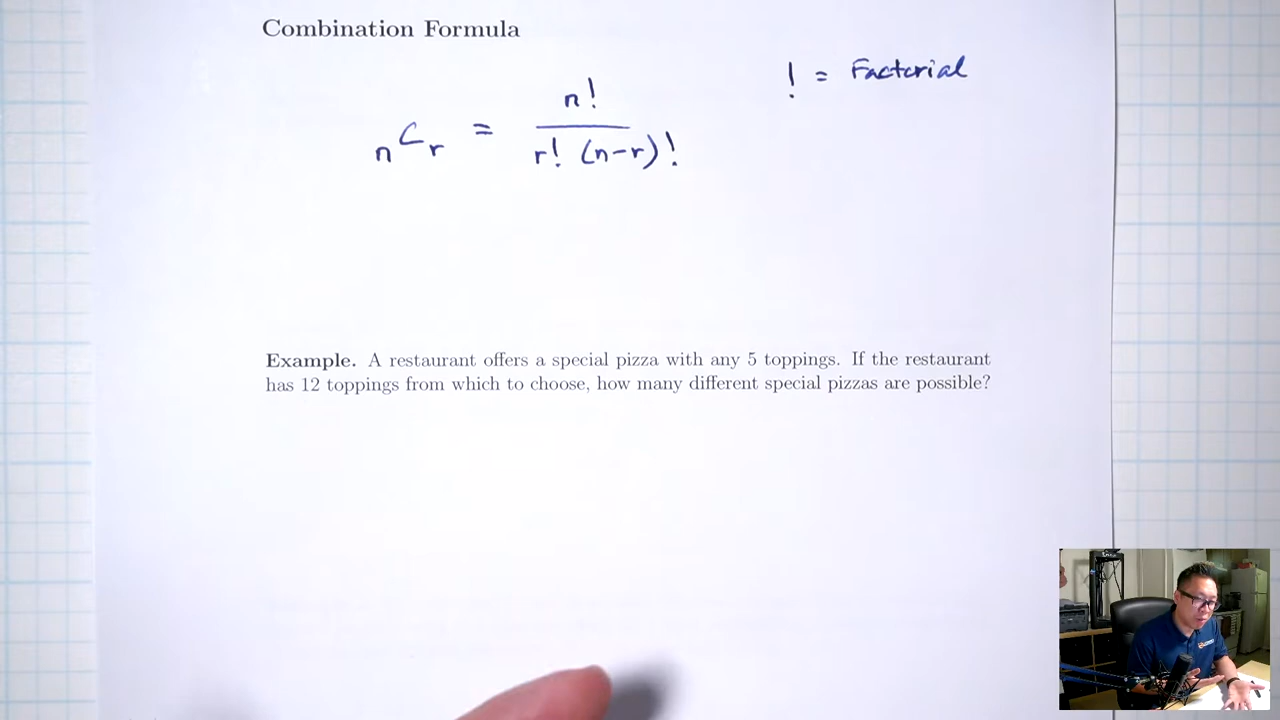 Combination Formula
! = Factorial
nCr = n! / r! (n-r)!
Example. A restaurant offers a special pizza with any 5 toppings. If the restaurant
has 12 toppings from which to choose, how many different special pizzas are possible?